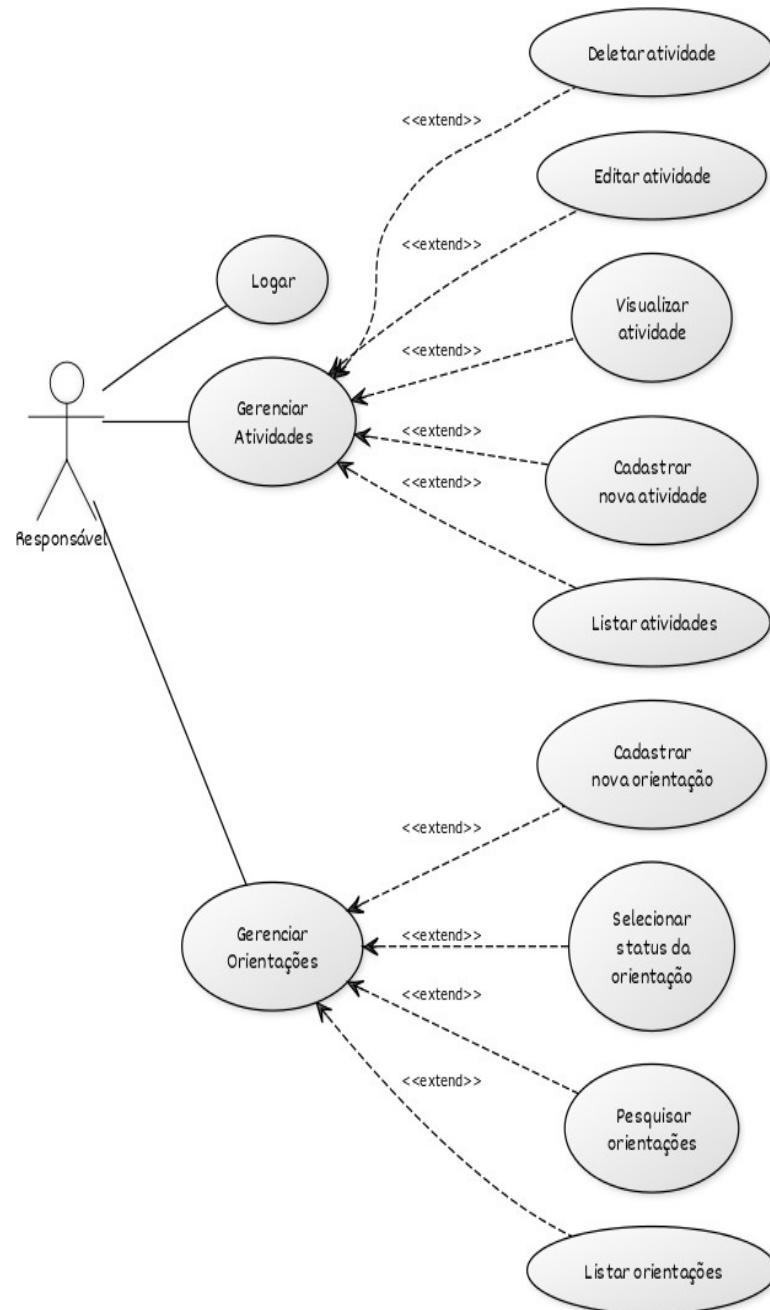 Deletar atividade
<<extend>>
Editar atividade
<<extend>>
Logar
Visualizar
atividade
<<extend>>
Gerenciar
Atividades
<<extend>>
Cadastrar
nova atividade
<<extend>>
Responsável
Listar atividades
Cadastrar
nova orientação
<<extend>>
Gerenciar
Orientações
<<extend>>
Selecionar
status da
orientação
<<extend>>
<<extend>>
Pesquisar
orientações
Listar orientações